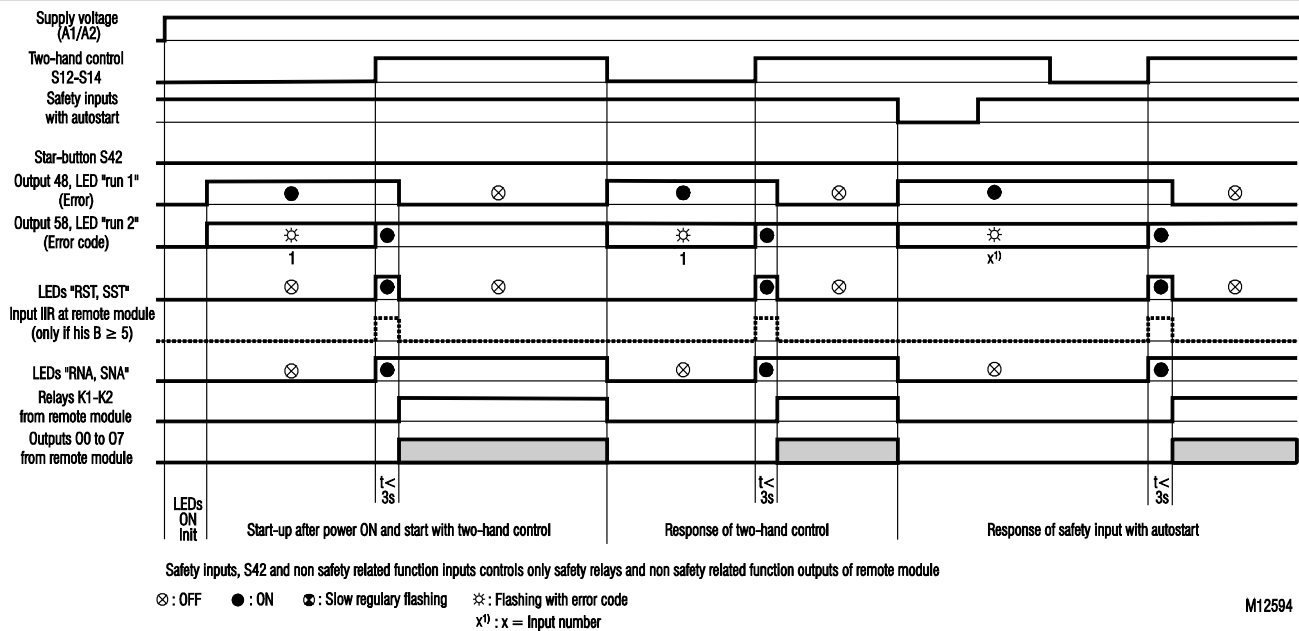 Supply voltage
(A1/A2)
Two-hand control
S12-S14
Safety inputs
with autostart
Star-button S42
Output 48, LED "run 1"
(Error)
Output 58, LED "run 2"
(Error code)
1
1
x¹⁾
LEDs "RST, SST"
Input IIR at remote module
(only if his B ≥ 5)
LEDs "RNA, SNA"
Relays K1-K2
from remote module
Outputs O0 to O7
from remote module
LEDs
ON
Init
t<
3s
t<
3s
t<
3s
Start-up after power ON and start with two-hand control
Response of two-hand control
Response of safety input with autostart
Safety inputs, S42 and non safety related function inputs controls only safety relays and non safety related function outputs of remote module
: OFF
: ON
: Slow regulary flashing
: Flashing with error code
x¹⁾ : x = Input number
M12594